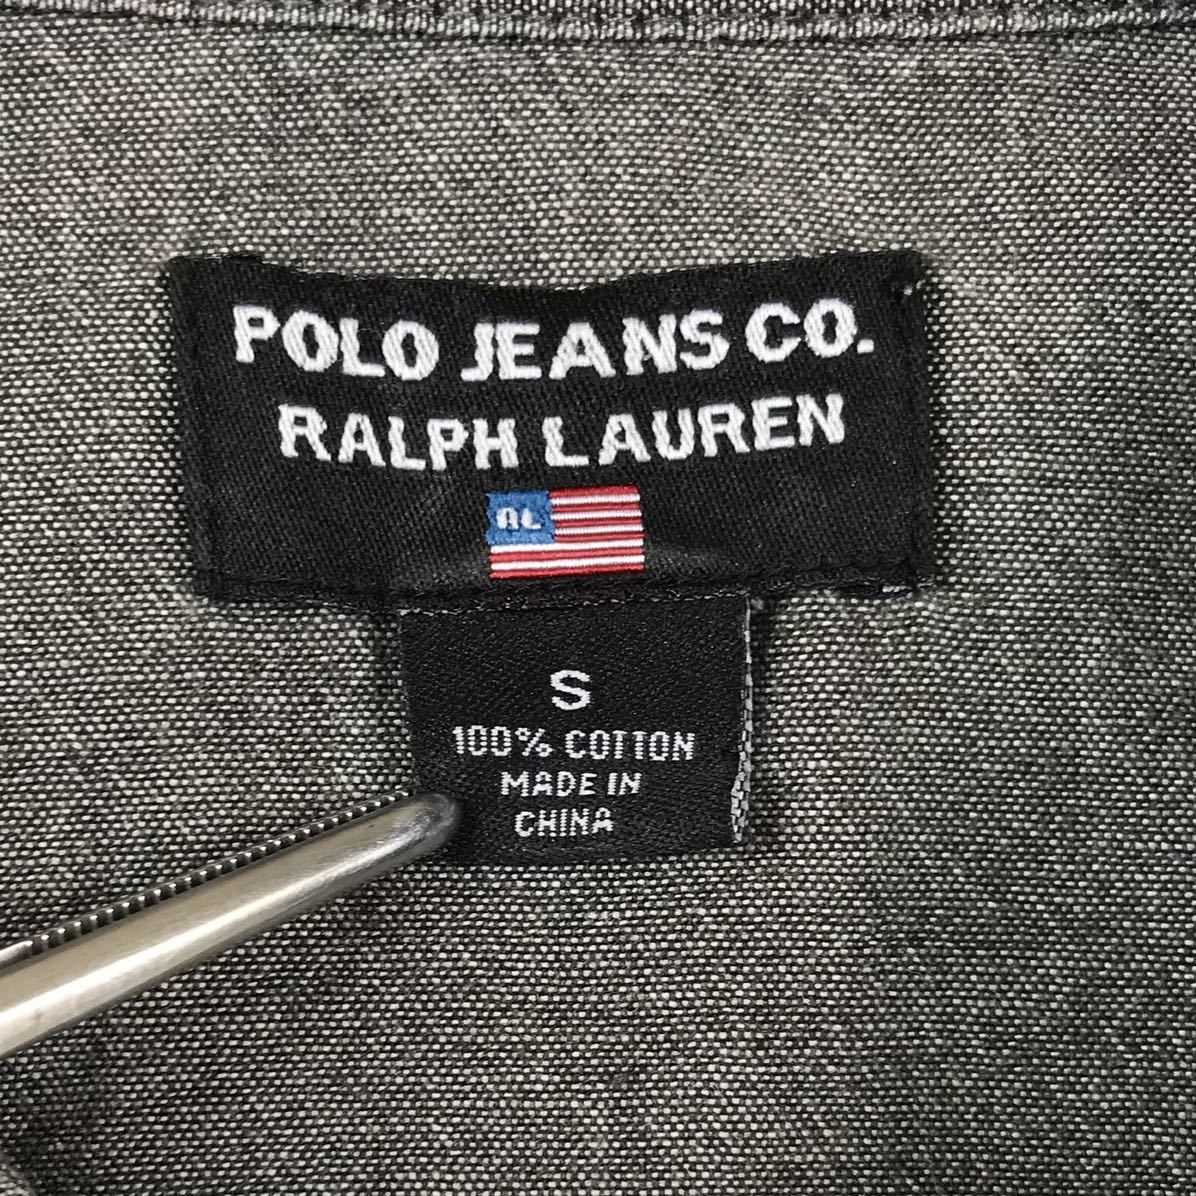 POLO JEANS CO.
RALPH LAUREN
RL
S
100% COTTON
MADE IN
CHINA